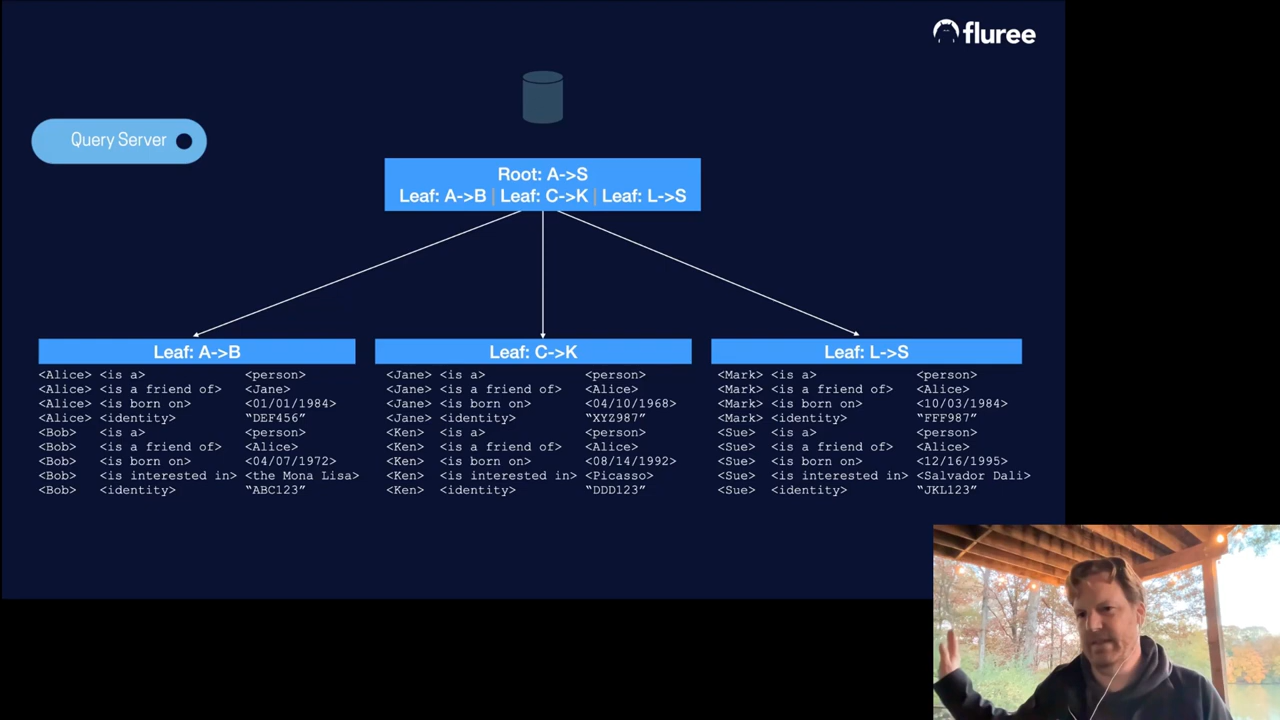 fluree
Query Server
Root: A->S
Leaf: A->B | Leaf: C->K | Leaf: L->S
Leaf: A->B
<Alice> <is a> <person>
<Alice> <is a friend of> <Jane>
<Alice> <is born on> <01/01/1984>
<Alice> <identity> “DEF456”
<Bob> <is a> <person>
<Bob> <is a friend of> <Alice>
<Bob> <is born on> <04/07/1972>
<Bob> <is interested in> <the Mona Lisa>
<Bob> <identity> “ABC123”
Leaf: C->K
<Jane> <is a> <person>
<Jane> <is a friend of> <Alice>
<Jane> <is born on> <04/10/1968>
<Jane> <identity> “XYZ987”
<Ken> <is a> <person>
<Ken> <is a friend of> <Alice>
<Ken> <is born on> <08/14/1992>
<Ken> <is interested in> <Picasso>
<Ken> <identity> “DDD123”
Leaf: L->S
<Mark> <is a> <person>
<Mark> <is a friend of> <Alice>
<Mark> <is born on> <10/03/1984>
<Mark> <identity> “FFF987”
<Sue> <is a> <person>
<Sue> <is a friend of> <Alice>
<Sue> <is born on> <12/16/1995>
<Sue> <is interested in> <Salvador Dali>
<Sue> <identity> “JKL123”